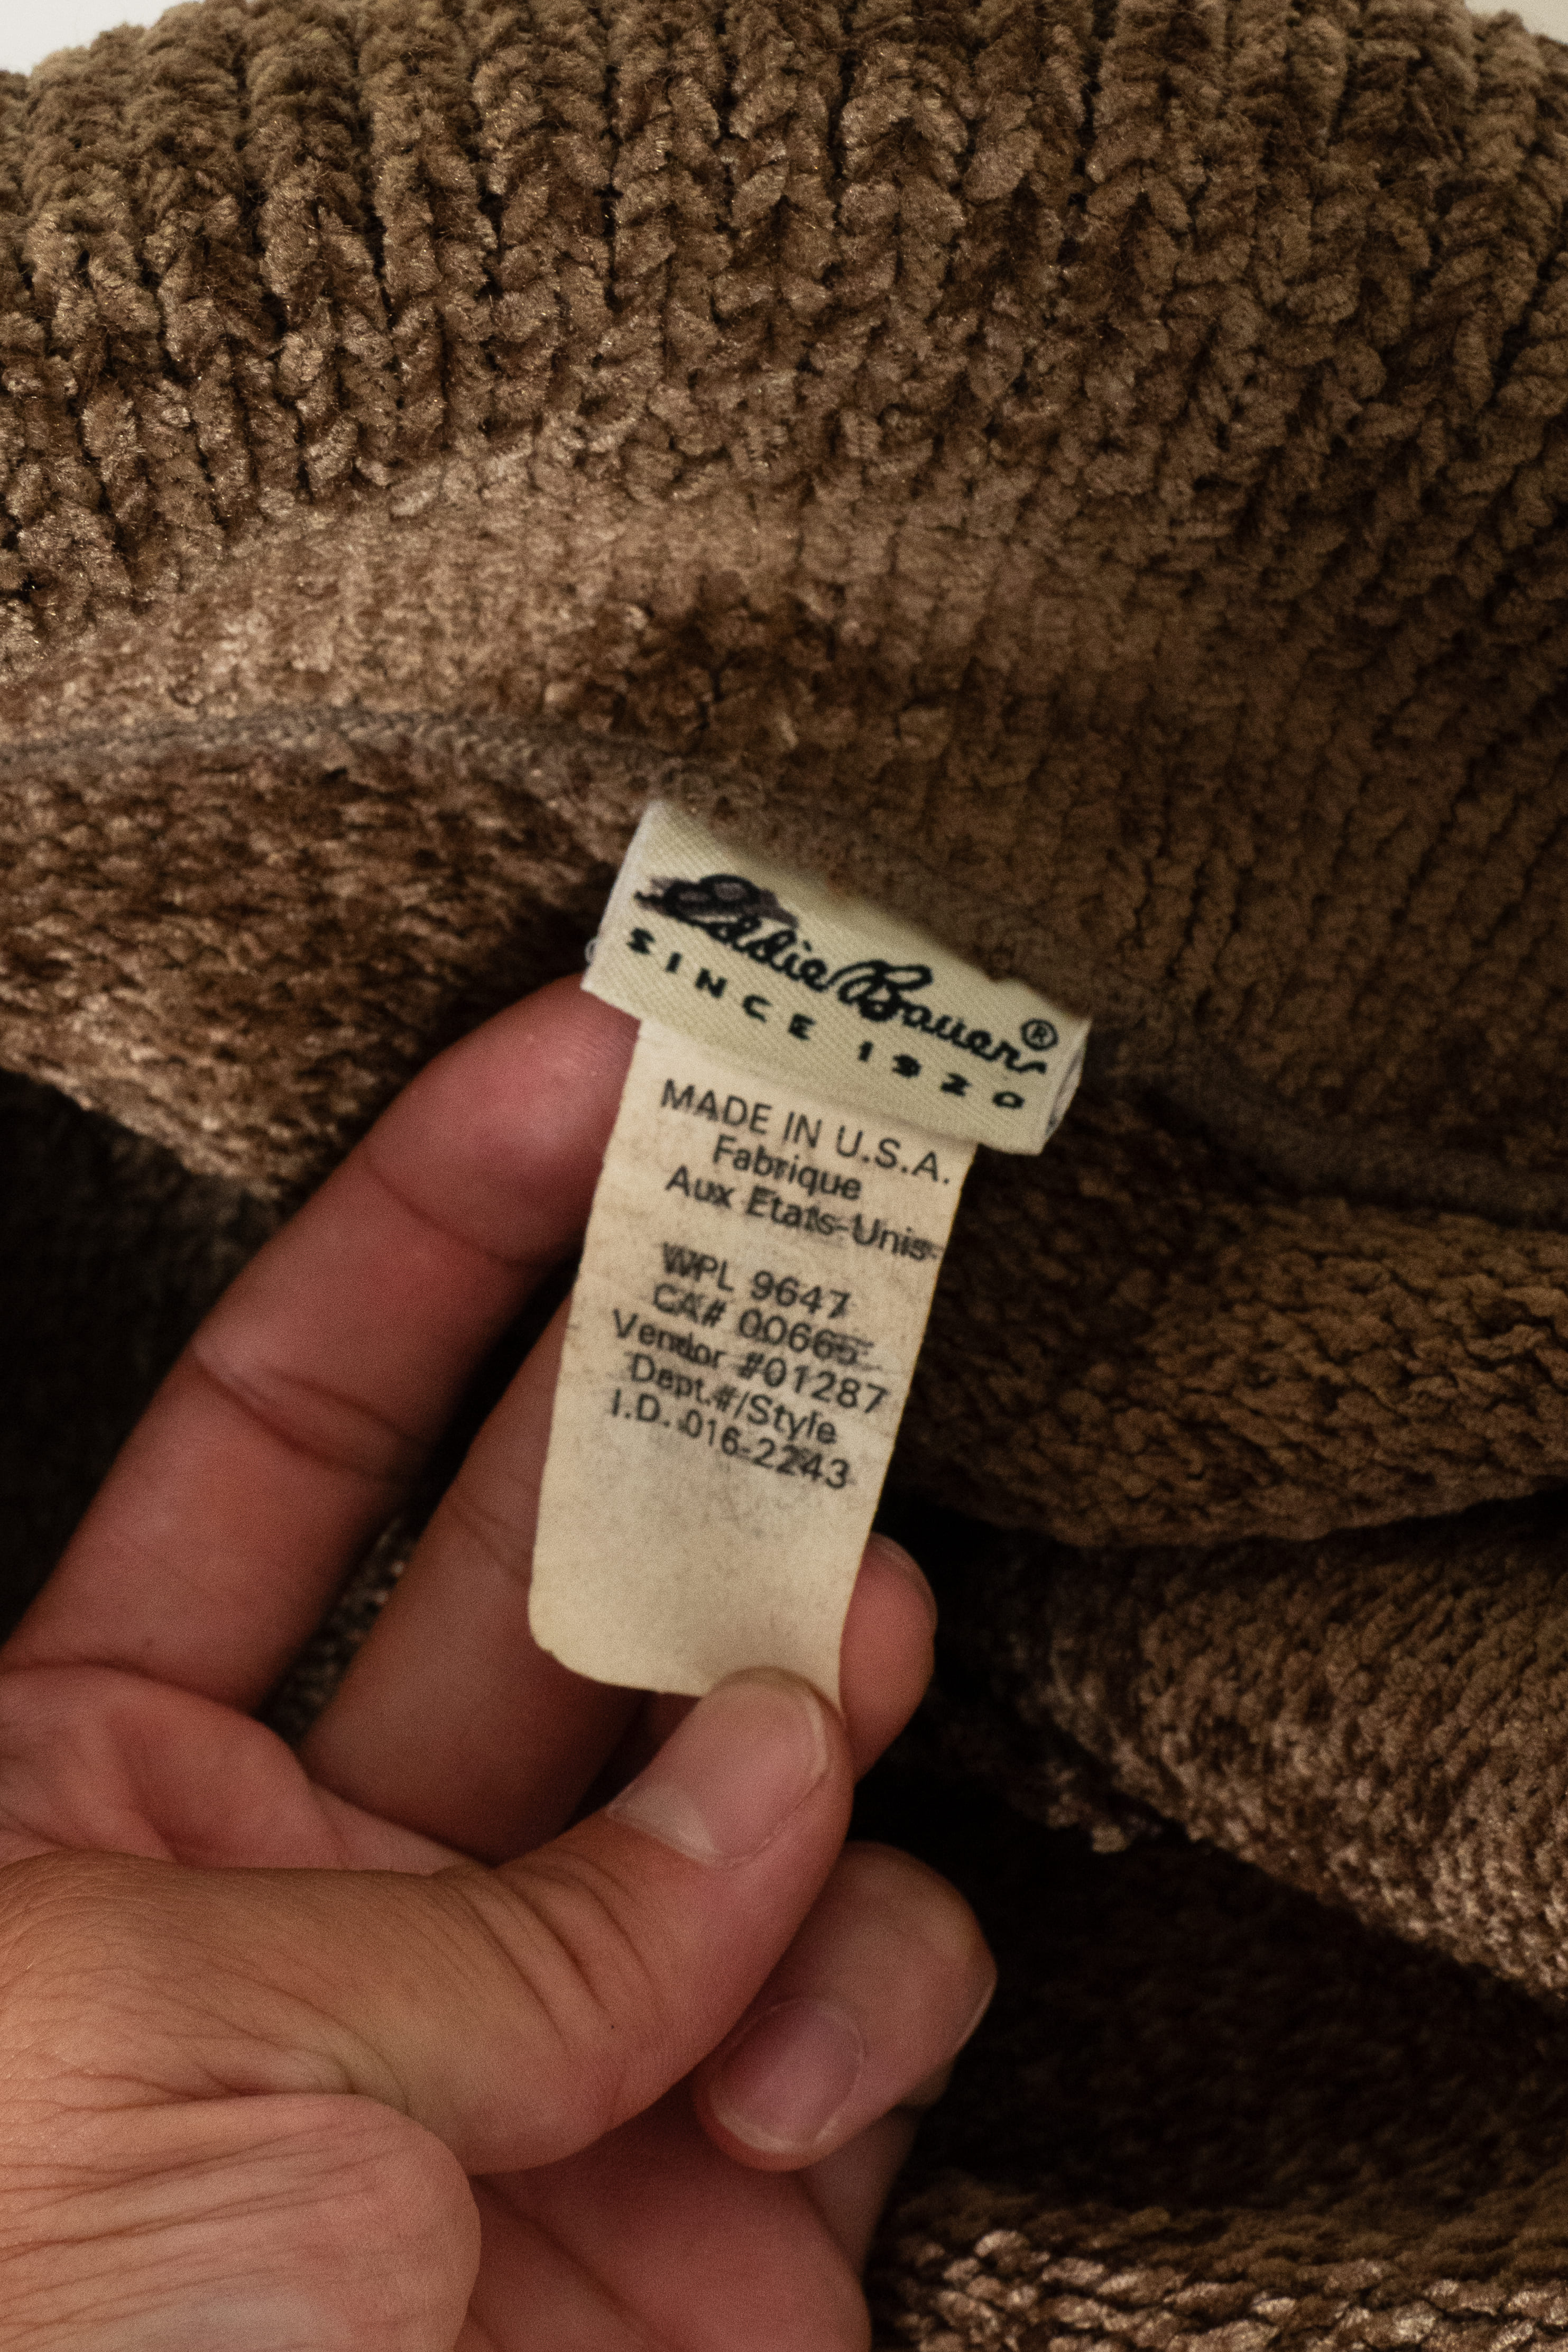 Eddie Bauer®
SINCE 1920
MADE IN U.S.A.
Fabrique
Aux Etats-Unis
WPL 9647
CA# 00665
Vendor #01287
Dept.#/Style
I.D. 016-2243